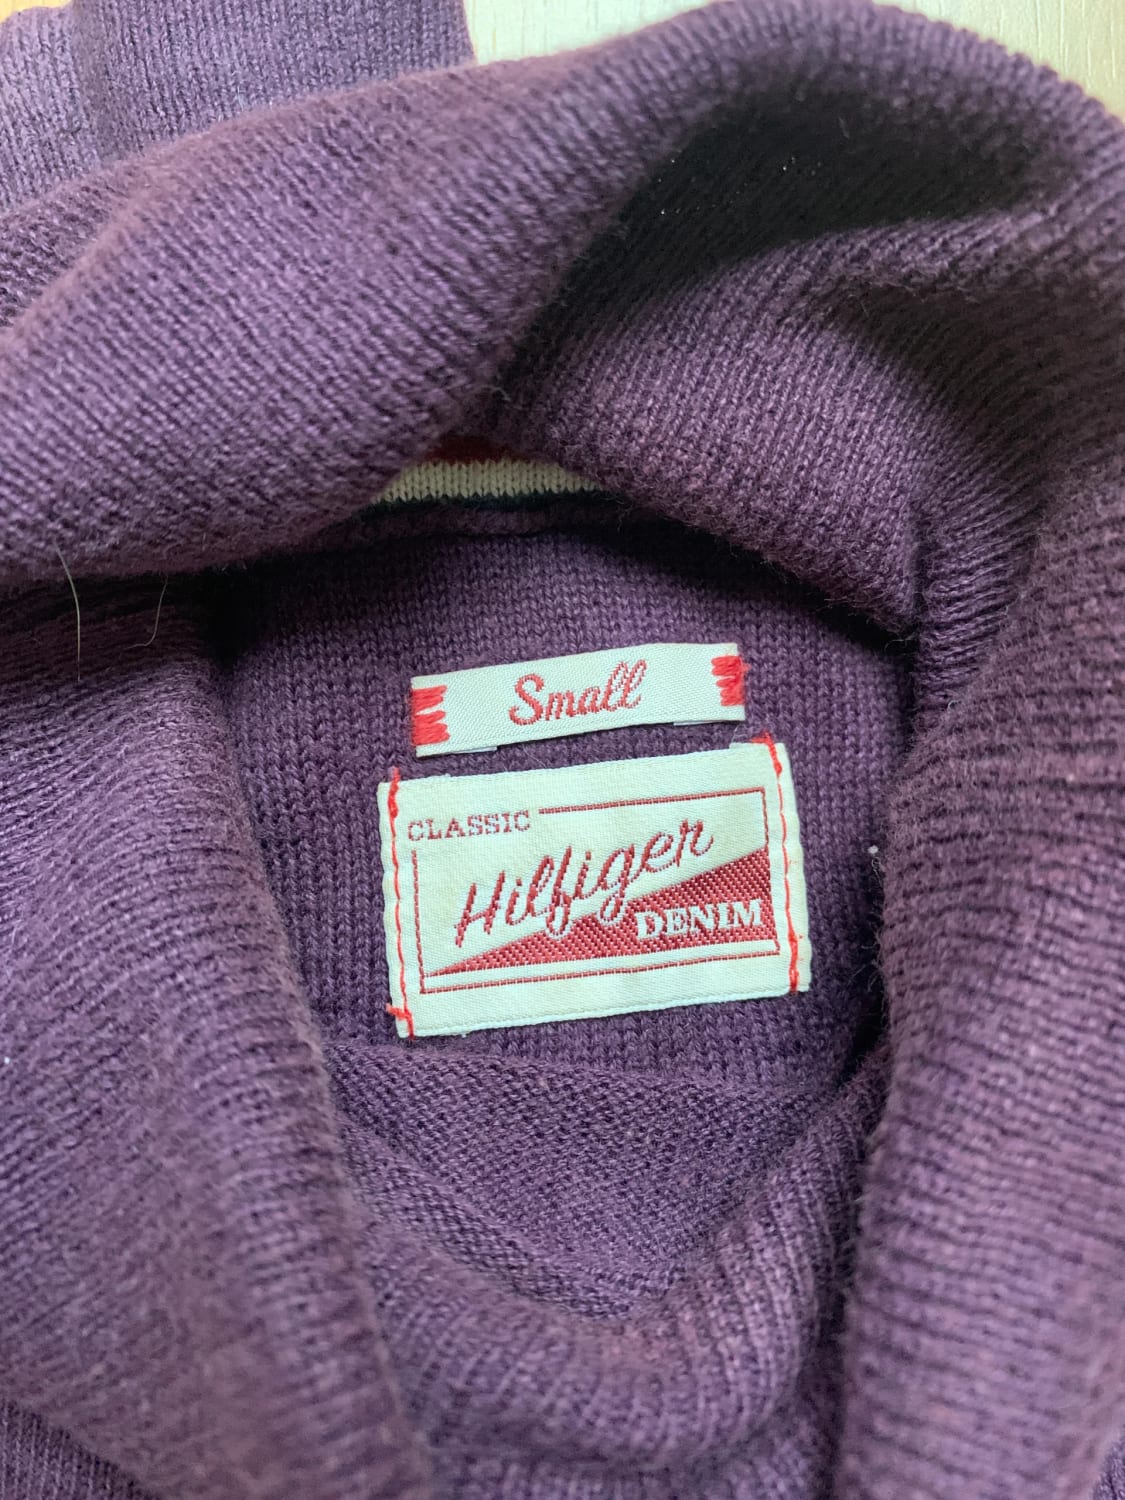 Small
CLASSIC
Hilfiger
DENIM